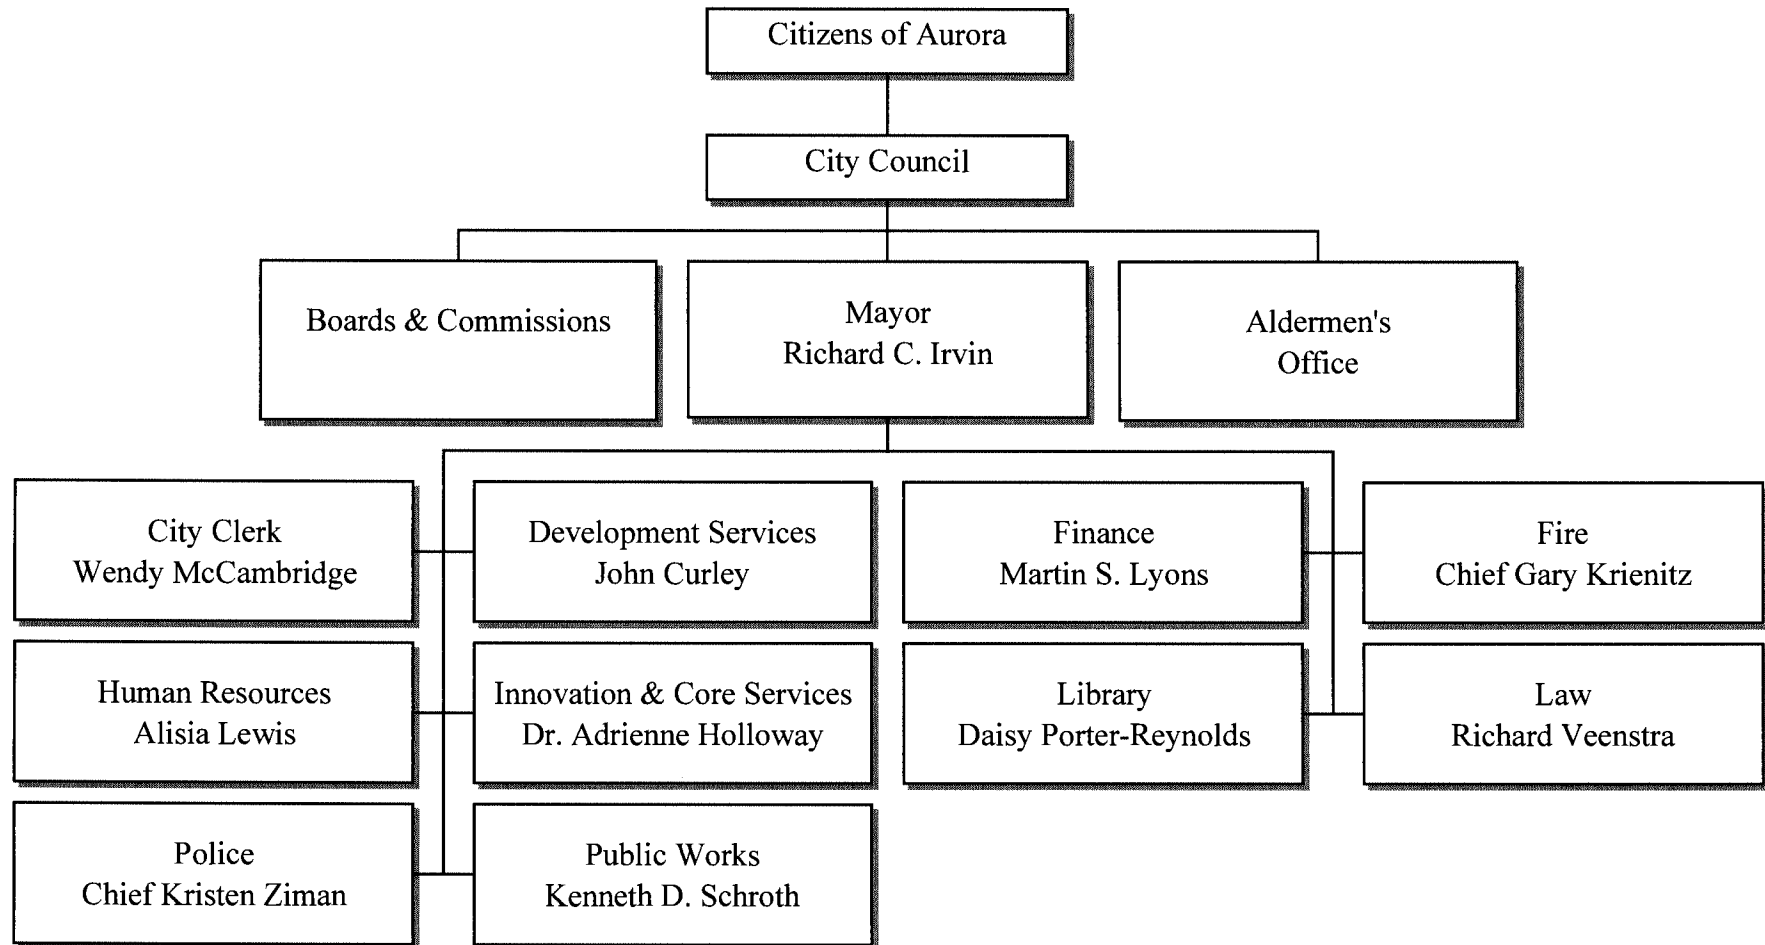 Citizens of Aurora
City Council
Boards & Commissions
Mayor
Richard C. Irvin
Aldermen's
Office
City Clerk
Wendy McCambridge
Development Services
John Curley
Finance
Martin S. Lyons
Fire
Chief Gary Krienitz
Human Resources
Alisia Lewis
Innovation & Core Services
Dr. Adrienne Holloway
Library
Daisy Porter-Reynolds
Law
Richard Veenstra
Police
Chief Kristen Ziman
Public Works
Kenneth D. Schroth